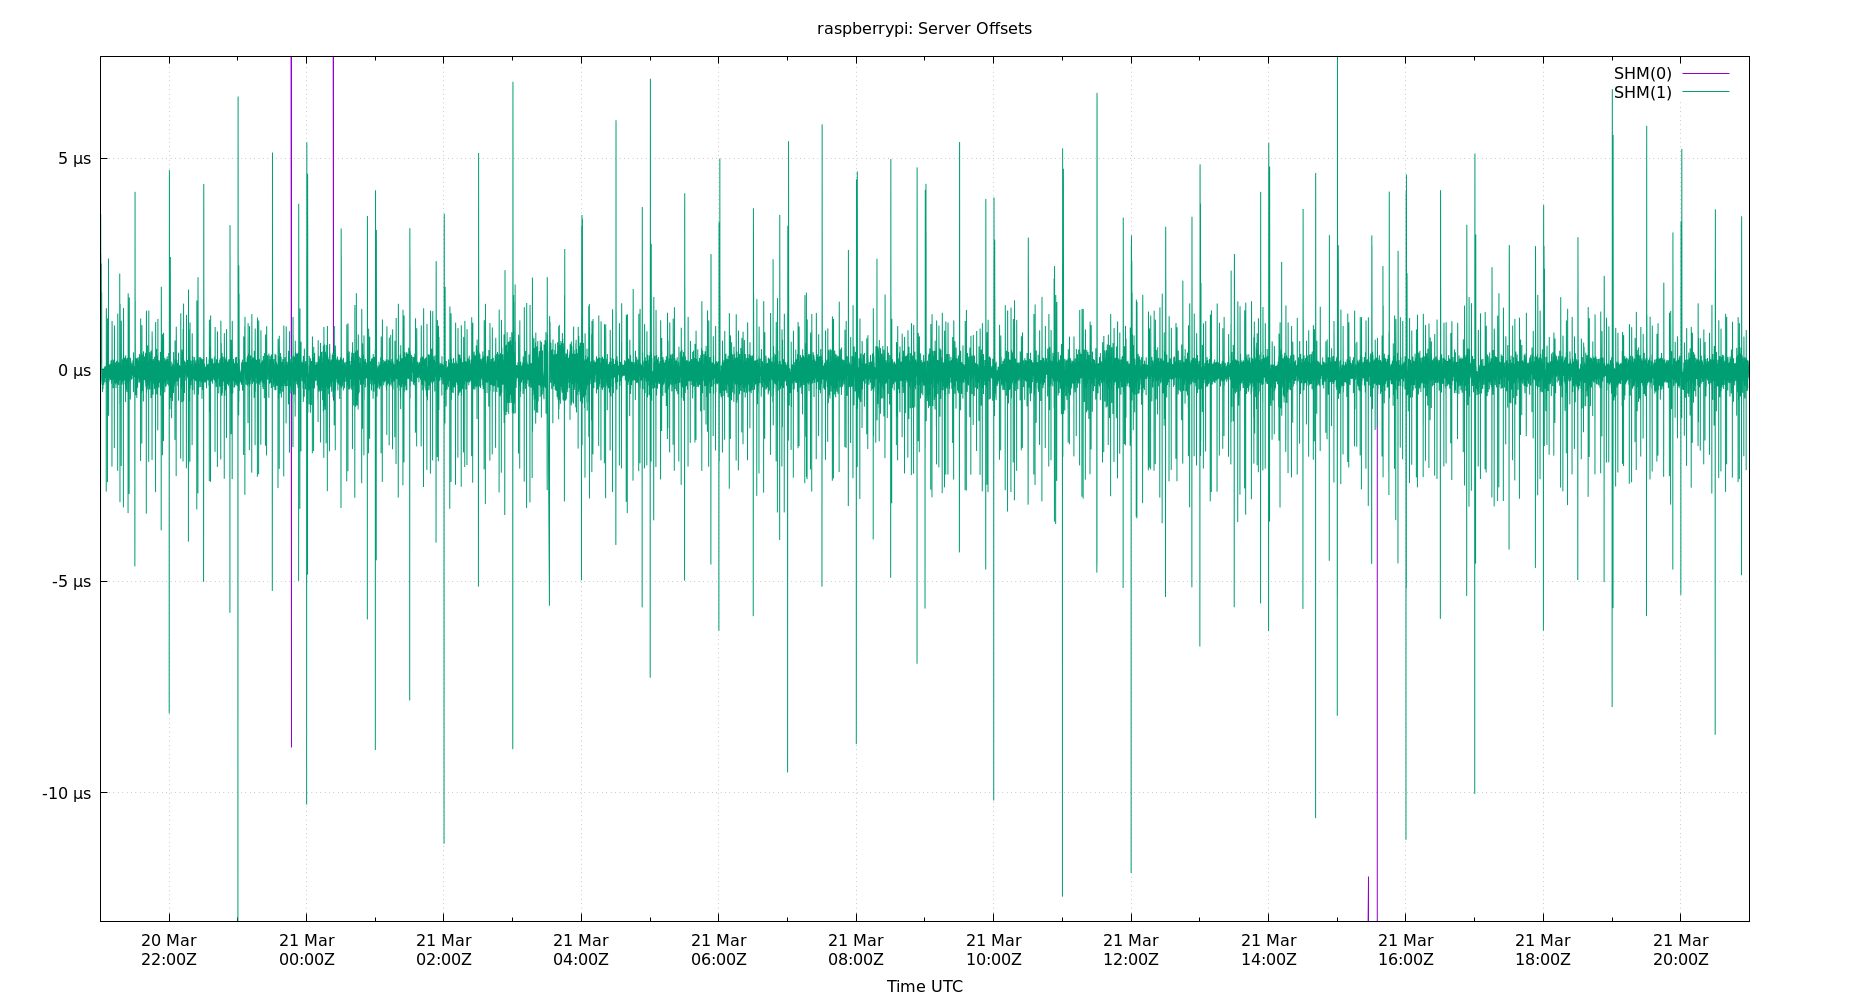 raspberrypi: Server Offsets
SHM(0)
SHM(1)
5 µs
0 µs
-5 µs
-10 µs
20 Mar 21 Mar 21 Mar 21 Mar 21 Mar 21 Mar 21 Mar 21 Mar 21 Mar 21 Mar 21 Mar 21 Mar
22:00Z 00:00Z 02:00Z 04:00Z 06:00Z 08:00Z 10:00Z 12:00Z 14:00Z 16:00Z 18:00Z 20:00Z
Time UTC